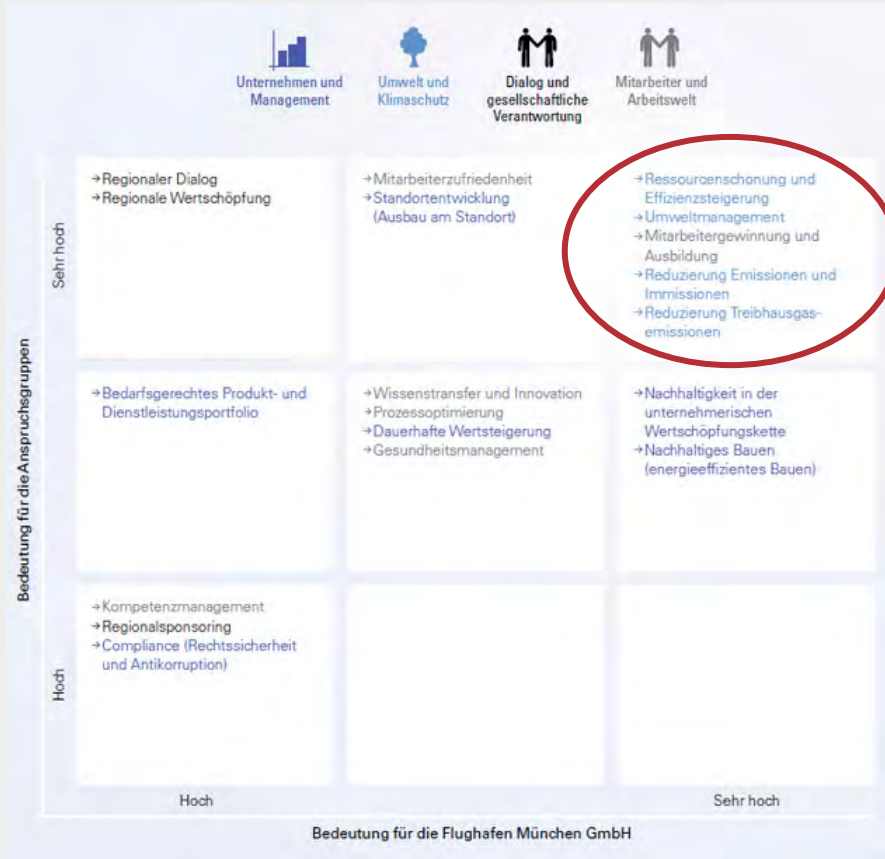 Unternehmen und
Management
Umwelt und
Klimaschutz
Dialog und
gesellschaftliche
Verantwortung
Mitarbeiter und
Arbeitswelt
Bedeutung für die Anspruchsgruppen
Sehr hoch
→Regionaler Dialog
→Regionale Wertschöpfung
→Mitarbeiterzufriedenheit
→Standortentwicklung
(Ausbau am Standort)
→Ressourcenschonung und
Effizienzsteigerung
→Umweltmanagement
→Mitarbeitergewinnung und
Ausbildung
→Reduzierung Emissionen und
Immissionen
→Reduzierung Treibhausgas-
emissionen
→Bedarfsgerechtes Produkt- und
Dienstleistungsportfolio
→Wissenstransfer und Innovation
→Prozessoptimierung
→Dauerhafte Wertsteigerung
→Gesundheitsmanagement
→Nachhaltigkeit in der
unternehmerischen
Wertschöpfungskette
→Nachhaltiges Bauen
(energieeffizientes Bauen)
Hoch
→Kompetenzmanagement
→Regionalsponsoring
→Compliance (Rechtssicherheit
und Antikorruption)
Hoch
Sehr hoch
Bedeutung für die Flughafen München GmbH